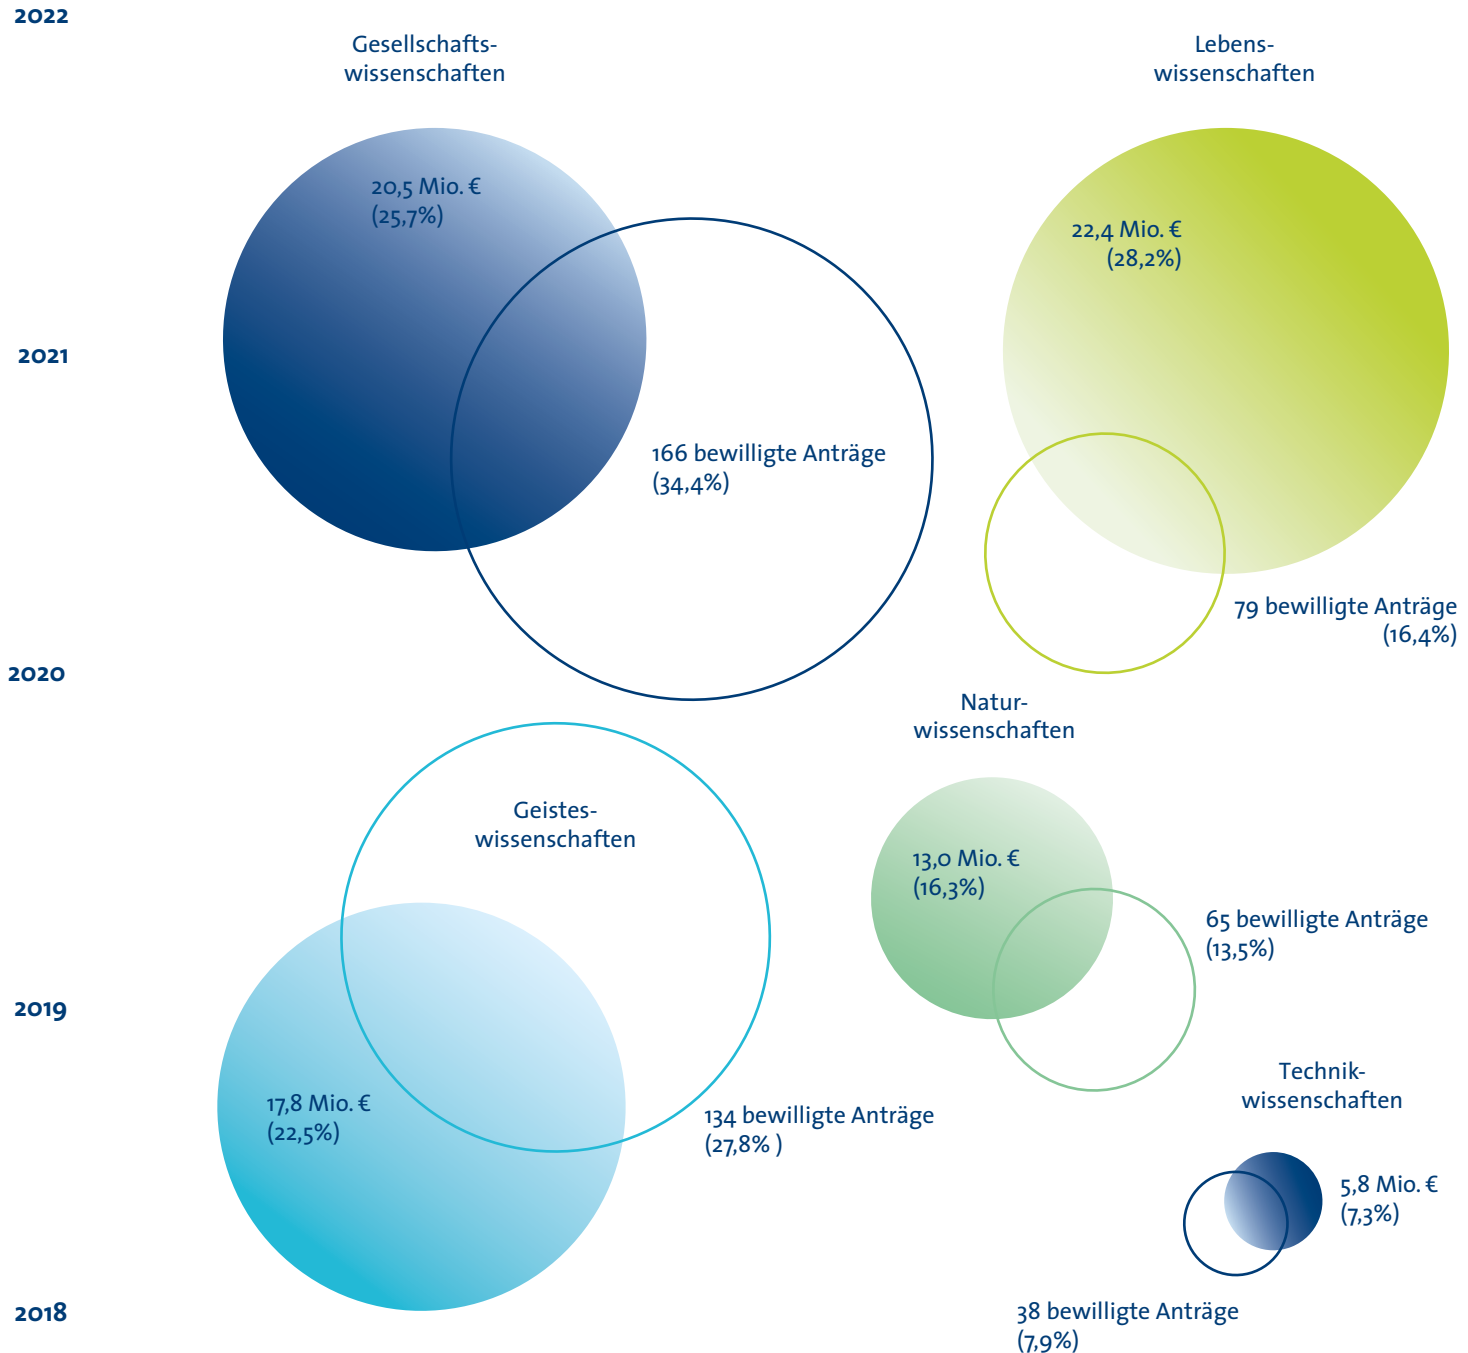 2022
Gesellschafts-
wissenschaften
20,5 Mio. €
(25,7%)
166 bewilligte Anträge
(34,4%)
Lebens-
wissenschaften
22,4 Mio. €
(28,2%)
79 bewilligte Anträge
(16,4%)
2021
2020
Geistes-
wissenschaften
17,8 Mio. €
(22,5%)
134 bewilligte Anträge
(27,8% )
Natur-
wissenschaften
13,0 Mio. €
(16,3%)
65 bewilligte Anträge
(13,5%)
2019
Technik-
wissenschaften
5,8 Mio. €
(7,3%)
38 bewilligte Anträge
(7,9%)
2018